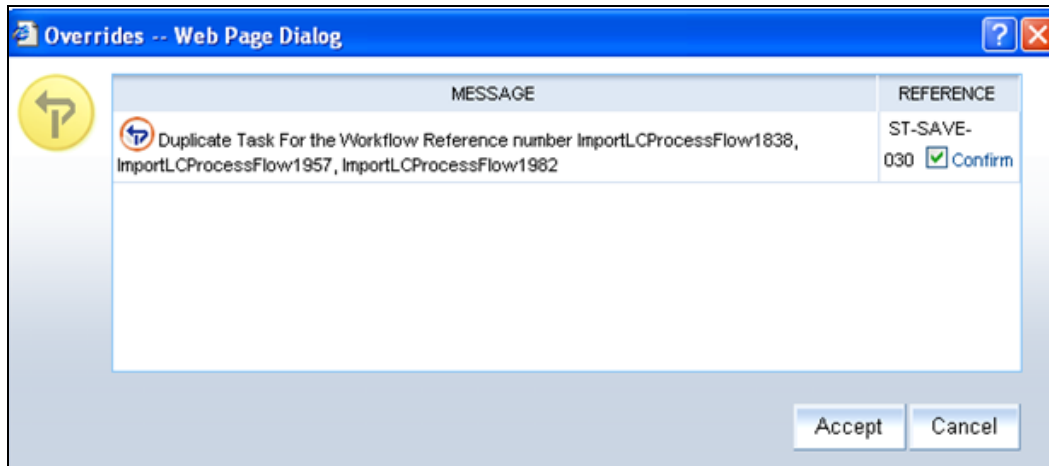 Overrides -- Web Page Dialog
MESSAGE
REFERENCE
Duplicate Task For the Workflow Reference number ImportLCProcessFlow1838,
ImportLCProcessFlow1957, ImportLCProcessFlow1982
ST-SAVE-
030 Confirm
Accept
Cancel